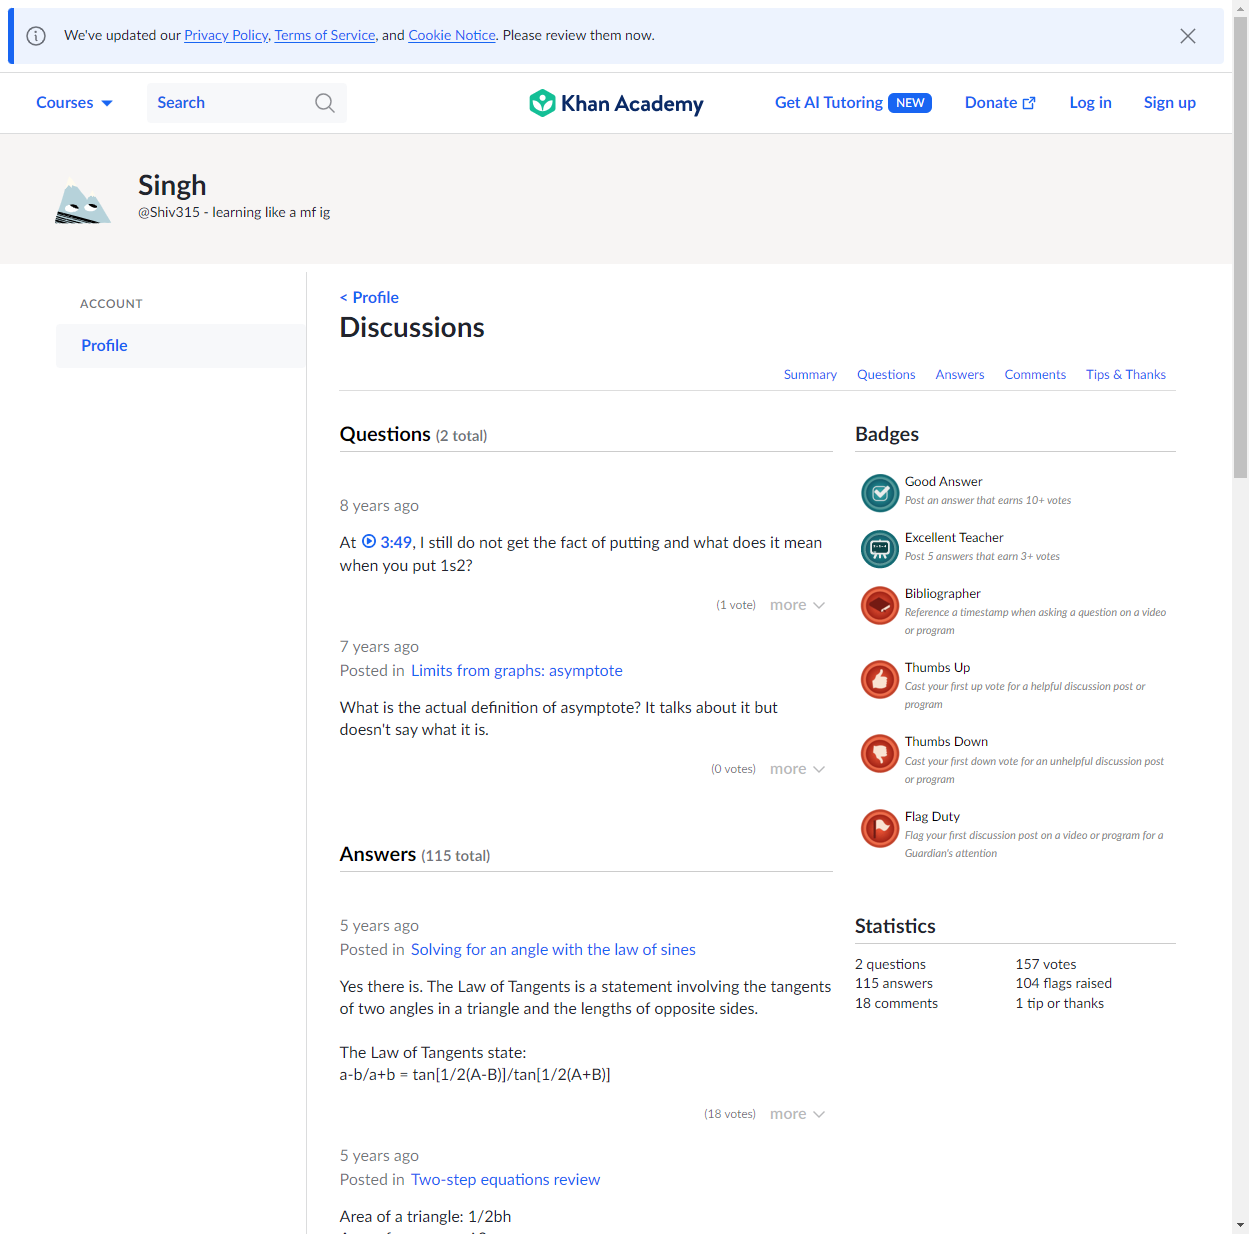 We've updated our Privacy Policy, Terms of Service, and Cookie Notice. Please review them now.
Courses
Search
Khan Academy
Get AI Tutoring NEW
Donate
Log in
Sign up
Singh
@Shiv315 - learning like a mf ig
ACCOUNT
Profile
< Profile
Discussions
Summary
Questions
Answers
Comments
Tips & Thanks
Questions (2 total)
8 years ago
At 3:49, I still do not get the fact of putting and what does it mean
when you put 1s2?
(1 vote) more
7 years ago
Posted in Limits from graphs: asymptote
What is the actual definition of asymptote? It talks about it but
doesn't say what it is.
(0 votes) more
Answers (115 total)
5 years ago
Posted in Solving for an angle with the law of sines
Yes there is. The Law of Tangents is a statement involving the tangents
of two angles in a triangle and the lengths of opposite sides.
The Law of Tangents state:
a-b/a+b = tan[1/2(A-B)]/tan[1/2(A+B)]
(18 votes) more
5 years ago
Posted in Two-step equations review
Area of a triangle: 1/2bh
Badges
Good Answer
Post an answer that earns 10+ votes
Excellent Teacher
Post 5 answers that earn 3+ votes
Bibliographer
Reference a timestamp when asking a question on a video
or program
Thumbs Up
Cast your first up vote for a helpful discussion post or
program
Thumbs Down
Cast your first down vote for an unhelpful discussion post
or program
Flag Duty
Flag your first discussion post on a video or program for a
Guardian's attention
Statistics
2 questions
115 answers
18 comments
157 votes
104 flags raised
1 tip or thanks